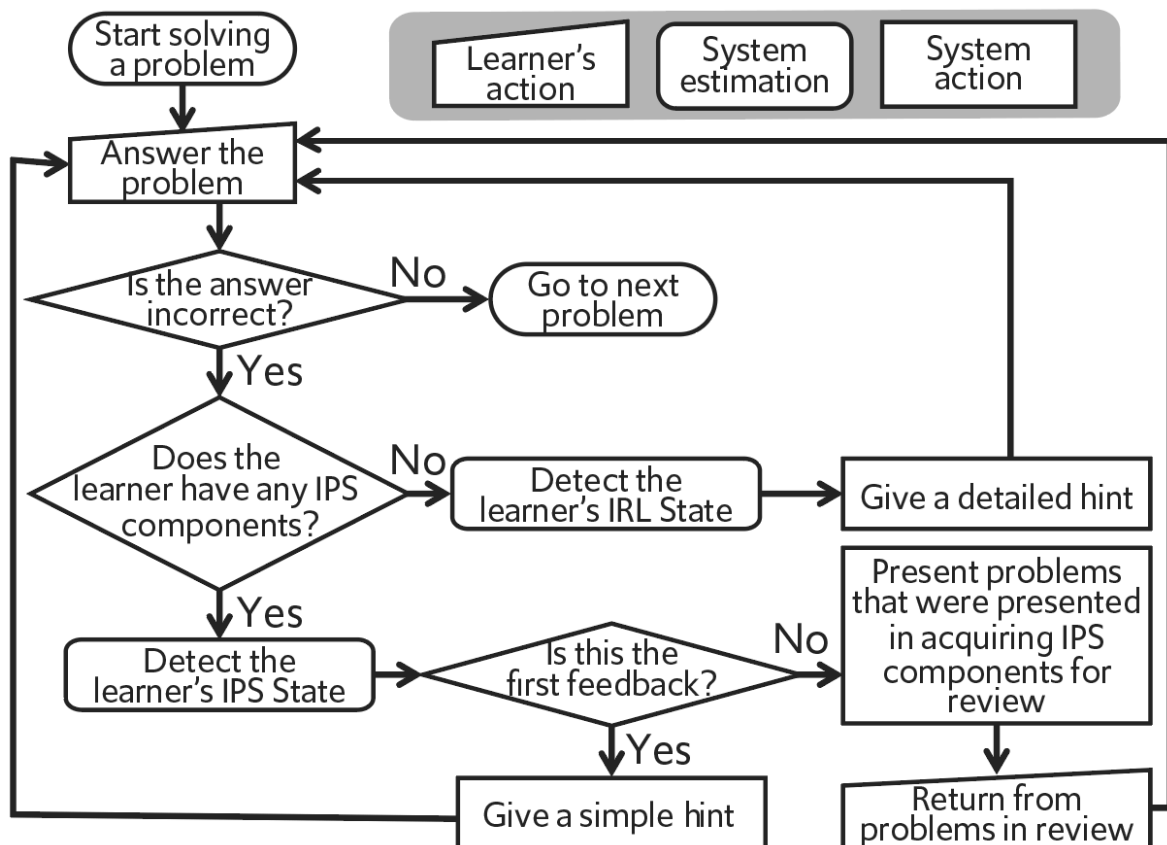 Start solving
a problem
Learner's
action
System
estimation
System
action
Answer the
problem
Is the answer
incorrect?
No
Go to next
problem
Yes
Does the
learner have any IPS
components?
No
Detect the
learner's IRL State
Give a detailed hint
Yes
Detect the
learner's IPS State
Is this the
first feedback?
No
Present problems
that were presented
in acquiring IPS
components for
review
Yes
Give a simple hint
Return from
problems in review